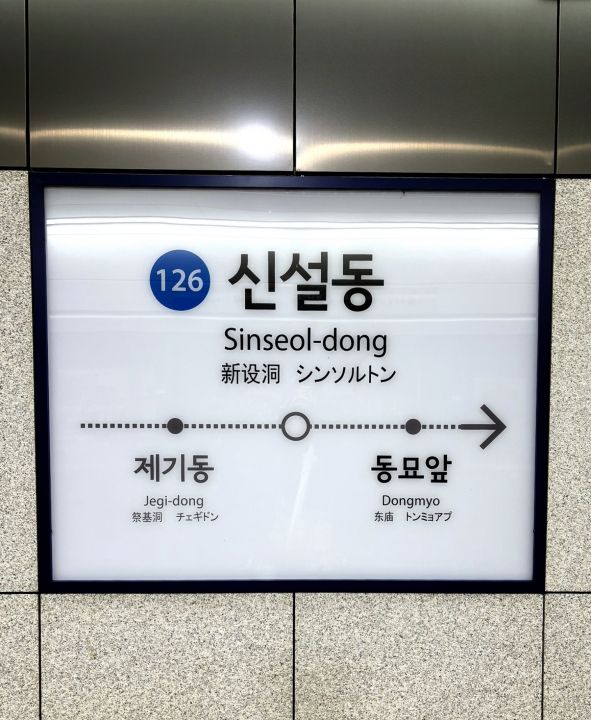 126 신설동
Sinseol-dong
新设洞 シンソルトン
제기동 동묘앞
Jegi-dong Dongmyo
祭基洞 チェギドン 东庙 トンミョアプ